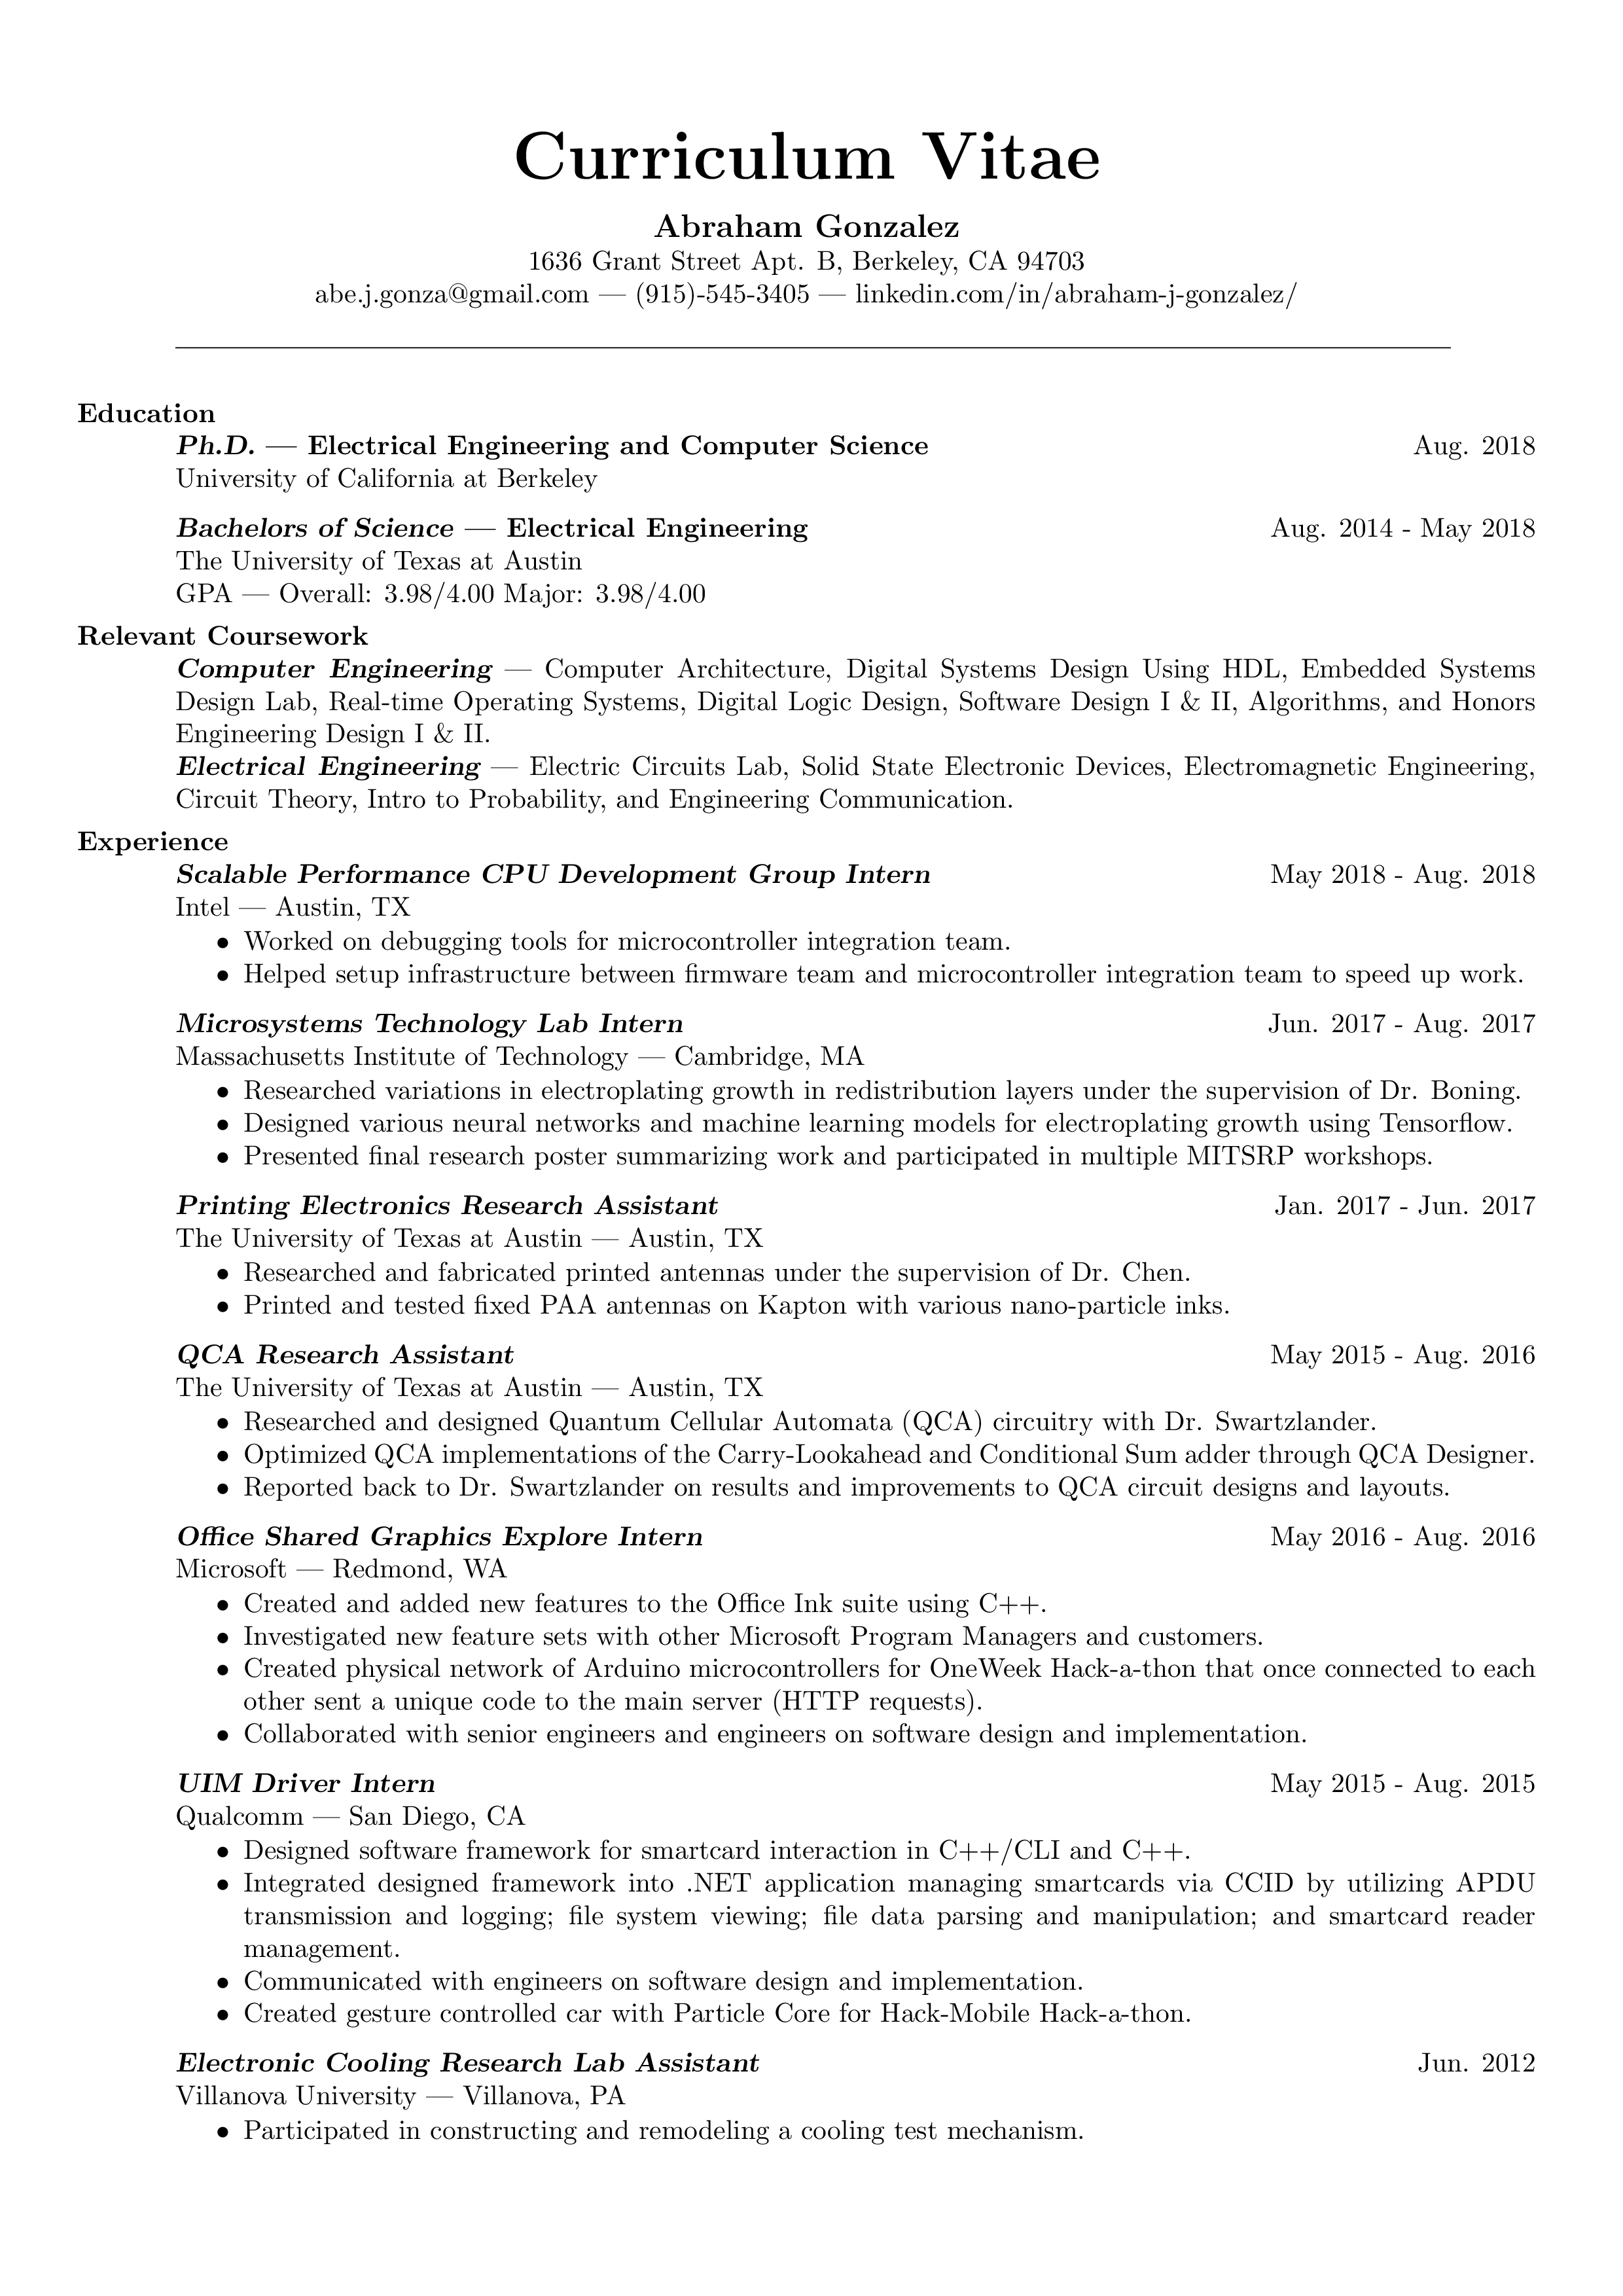 Curriculum Vitae
Abraham Gonzalez
1636 Grant Street Apt. B, Berkeley, CA 94703
abe.j.gonza@gmail.com — (915)-545-3405 — linkedin.com/in/abraham-j-gonzalez/
Education
Ph.D. — Electrical Engineering and Computer Science Aug. 2018
University of California at Berkeley
Bachelors of Science — Electrical Engineering Aug. 2014 - May 2018
The University of Texas at Austin
GPA — Overall: 3.98/4.00 Major: 3.98/4.00
Relevant Coursework
Computer Engineering — Computer Architecture, Digital Systems Design Using HDL, Embedded Systems
Design Lab, Real-time Operating Systems, Digital Logic Design, Software Design I & II, Algorithms, and Honors
Engineering Design I & II.
Electrical Engineering — Electric Circuits Lab, Solid State Electronic Devices, Electromagnetic Engineering,
Circuit Theory, Intro to Probability, and Engineering Communication.
Experience
Scalable Performance CPU Development Group Intern May 2018 - Aug. 2018
Intel — Austin, TX
• Worked on debugging tools for microcontroller integration team.
• Helped setup infrastructure between firmware team and microcontroller integration team to speed up work.
Microsystems Technology Lab Intern Jun. 2017 - Aug. 2017
Massachusetts Institute of Technology — Cambridge, MA
• Researched variations in electroplating growth in redistribution layers under the supervision of Dr. Boning.
• Designed various neural networks and machine learning models for electroplating growth using Tensorflow.
• Presented final research poster summarizing work and participated in multiple MITSRP workshops.
Printing Electronics Research Assistant Jan. 2017 - Jun. 2017
The University of Texas at Austin — Austin, TX
• Researched and fabricated printed antennas under the supervision of Dr. Chen.
• Printed and tested fixed PAA antennas on Kapton with various nano-particle inks.
QCA Research Assistant May 2015 - Aug. 2016
The University of Texas at Austin — Austin, TX
• Researched and designed Quantum Cellular Automata (QCA) circuitry with Dr. Swartzlander.
• Optimized QCA implementations of the Carry-Lookahead and Conditional Sum adder through QCA Designer.
• Reported back to Dr. Swartzlander on results and improvements to QCA circuit designs and layouts.
Office Shared Graphics Explore Intern May 2016 - Aug. 2016
Microsoft — Redmond, WA
• Created and added new features to the Office Ink suite using C++.
• Investigated new feature sets with other Microsoft Program Managers and customers.
• Created physical network of Arduino microcontrollers for OneWeek Hack-a-thon that once connected to each
other sent a unique code to the main server (HTTP requests).
• Collaborated with senior engineers and engineers on software design and implementation.
UIM Driver Intern May 2015 - Aug. 2015
Qualcomm — San Diego, CA
• Designed software framework for smartcard interaction in C++/CLI and C++.
• Integrated designed framework into .NET application managing smartcards via CCID by utilizing APDU
transmission and logging; file system viewing; file data parsing and manipulation; and smartcard reader
management.
• Communicated with engineers on software design and implementation.
• Created gesture controlled car with Particle Core for Hack-Mobile Hack-a-thon.
Electronic Cooling Research Lab Assistant Jun. 2012
Villanova University — Villanova, PA
• Participated in constructing and remodeling a cooling test mechanism.